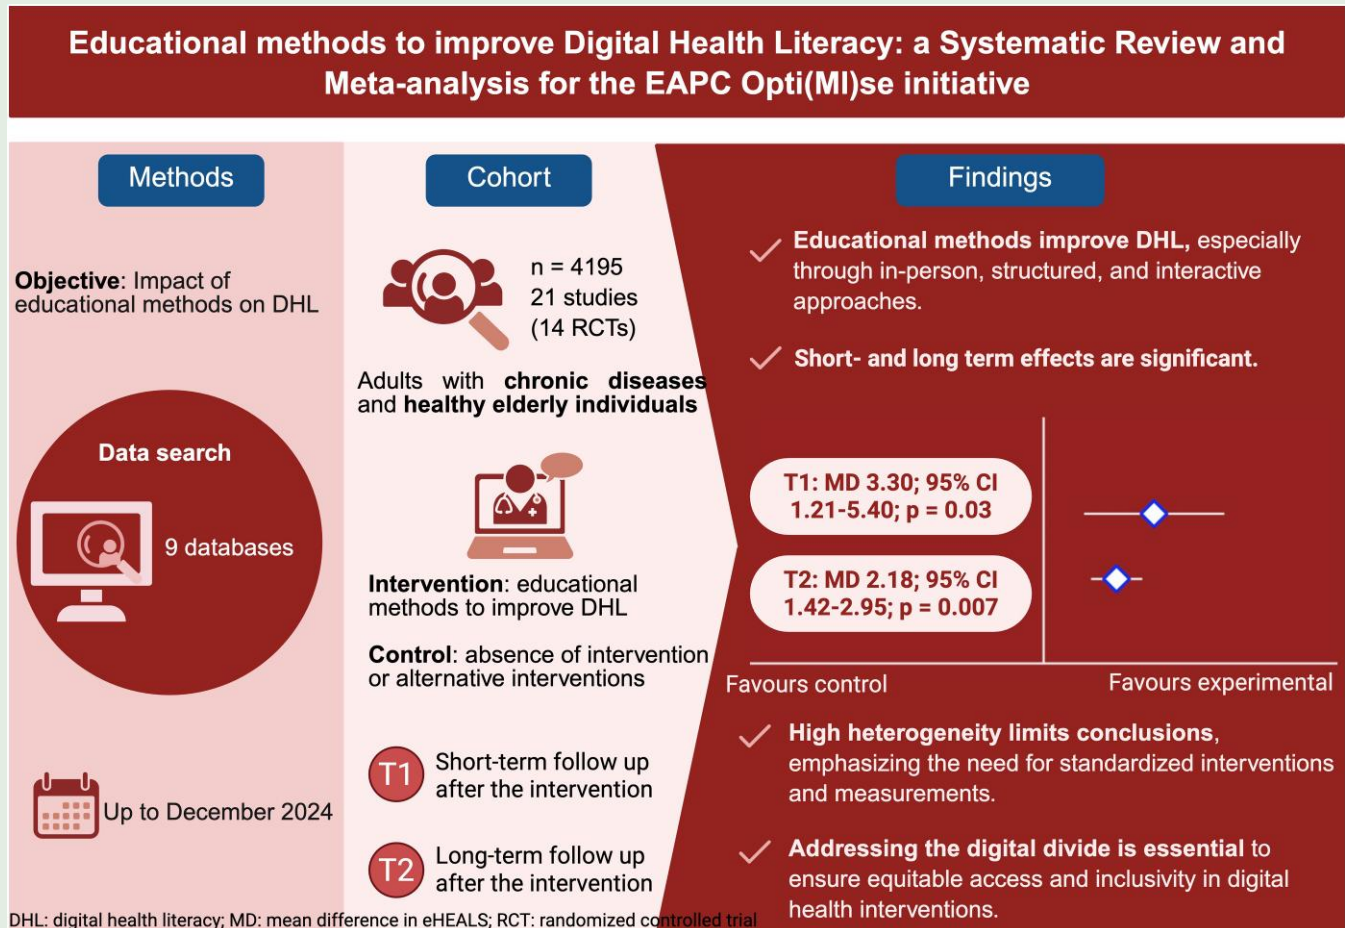 Educational methods to improve Digital Health Literacy: a Systematic Review and
Meta-analysis for the EAPC Opti(MI)se initiative
Methods
Objective: Impact of
educational methods on DHL
Data search
9 databases
Up to December 2024
Cohort
n = 4195
21 studies
(14 RCTs)
Adults with chronic diseases
and healthy elderly individuals
Intervention: educational
methods to improve DHL
Control: absence of intervention
or alternative interventions
T1 Short-term follow up
after the intervention
T2 Long-term follow up
after the intervention
Findings
Educational methods improve DHL, especially
through in-person, structured, and interactive
approaches.
Short- and long term effects are significant.
T1: MD 3.30; 95% CI
1.21-5.40; p = 0.03
T2: MD 2.18; 95% CI
1.42-2.95; p = 0.007
Favours control
Favours experimental
High heterogeneity limits conclusions,
emphasizing the need for standardized interventions
and measurements.
Addressing the digital divide is essential to
ensure equitable access and inclusivity in digital
health interventions.
DHL: digital health literacy; MD: mean difference in eHEALS; RCT: randomized controlled trial